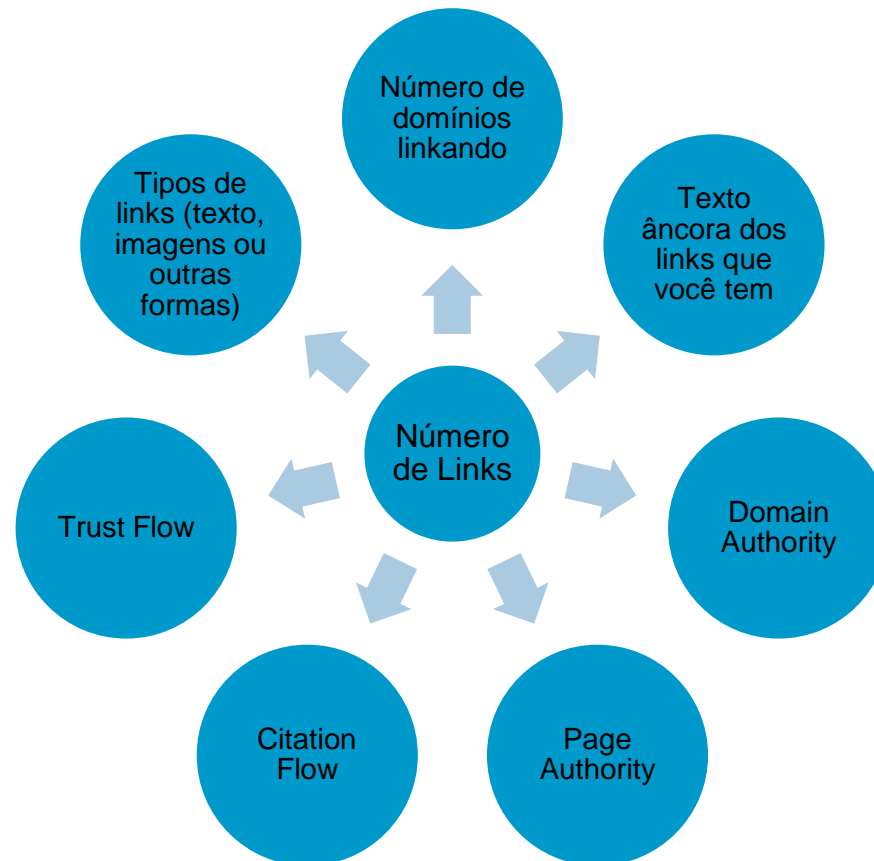 Número de
domínios
linkando
Texto
âncora dos
links que
você tem
Domain
Authority
Page
Authority
Citation
Flow
Trust Flow
Tipos de
links (texto,
imagens ou
outras
formas)
Número
de Links